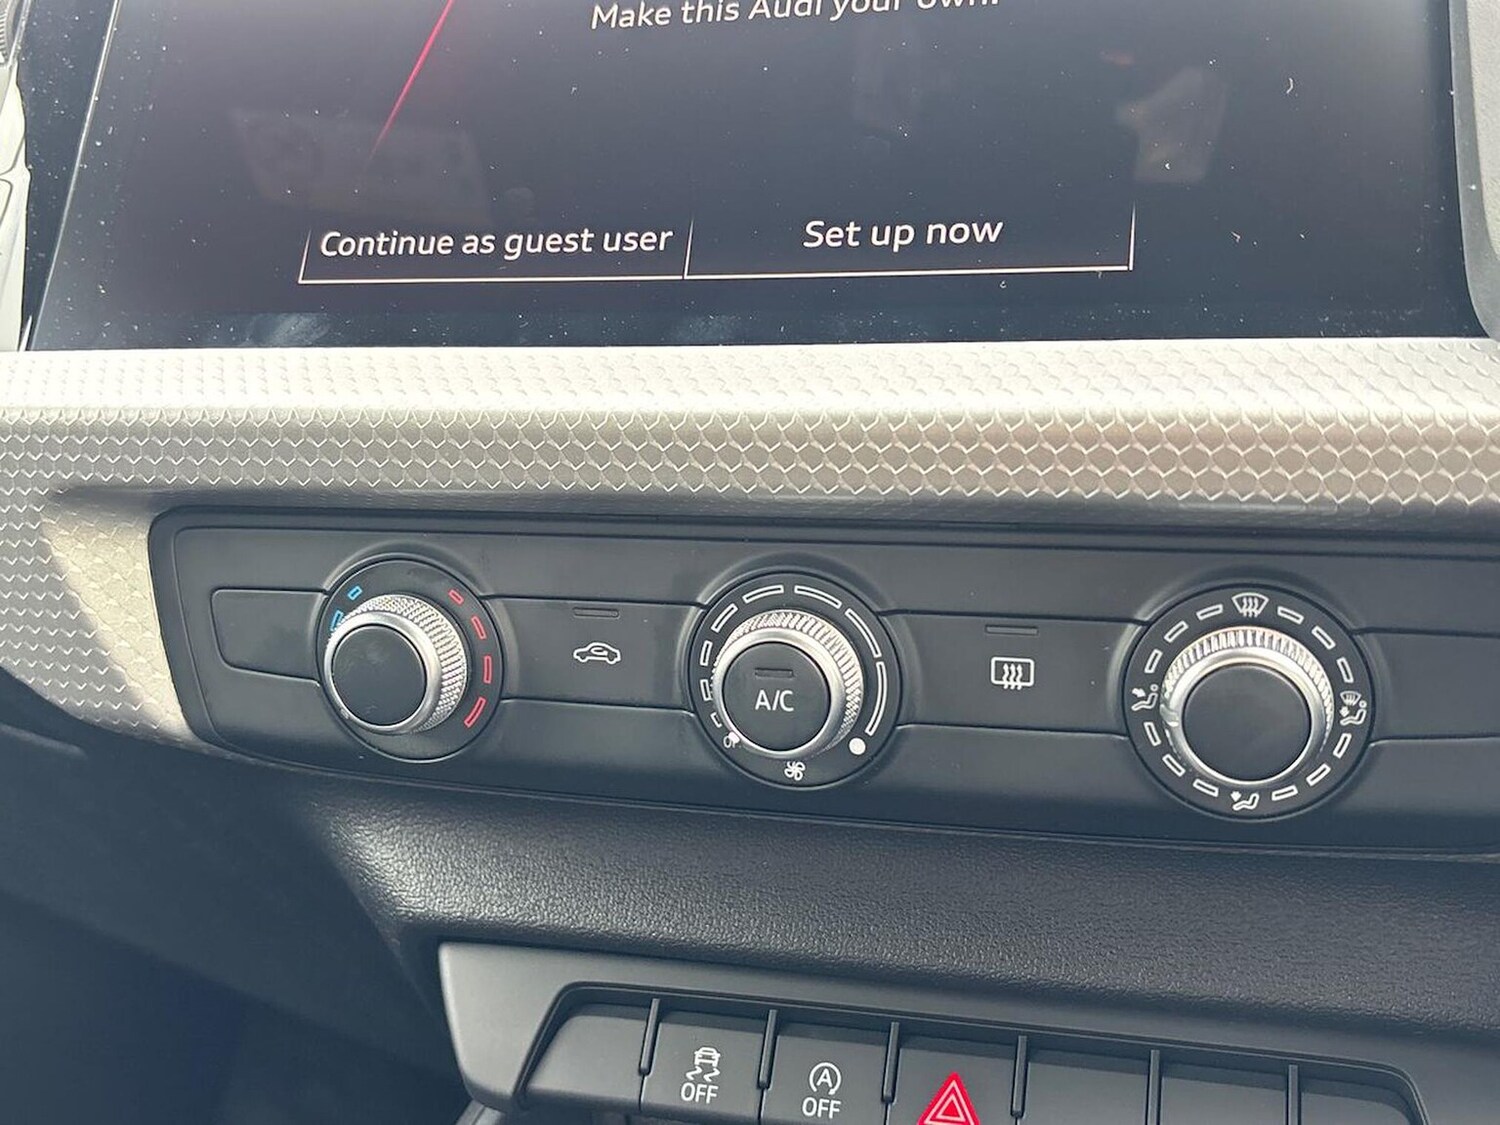 Make this Audi your own.
Continue as guest user
Set up now
A/C
OFF
A
OFF